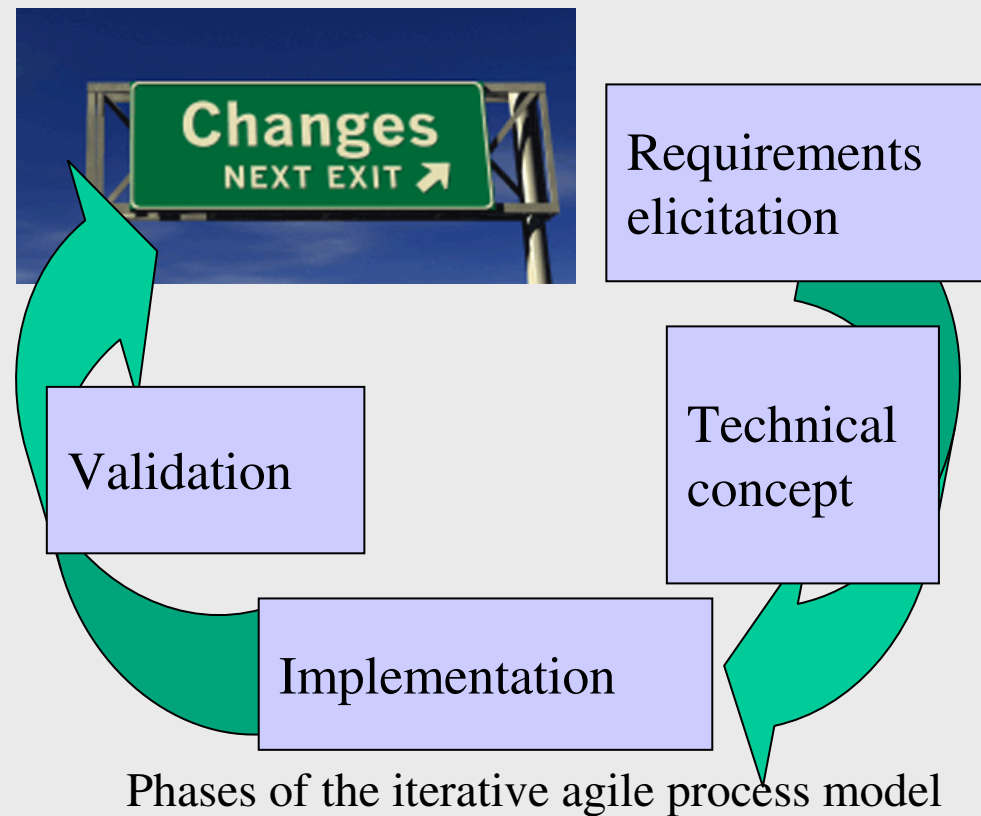 Changes
NEXT EXIT
Requirements
elicitation
Technical
concept
Implementation
Validation
Phases of the iterative agile process model